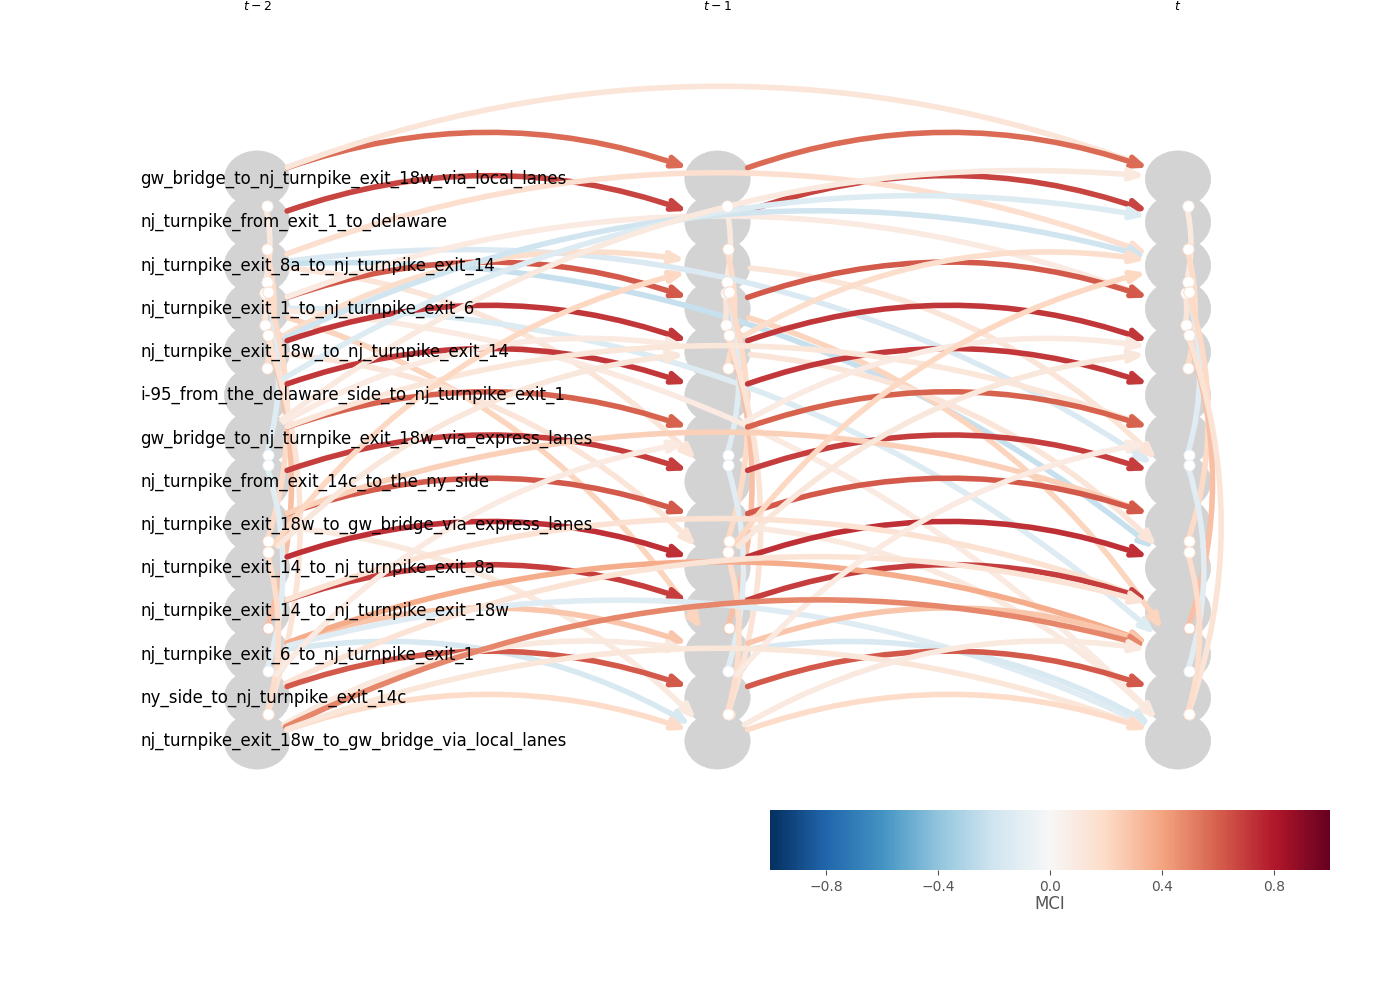 t − 2 t − 1 t
gw_bridge_to_nj_turnpike_exit_18w_via_local_lanes
nj_turnpike_from_exit_1_to_delaware
nj_turnpike_exit_8a_to_nj_turnpike_exit_14
nj_turnpike_exit_1_to_nj_turnpike_exit_6
nj_turnpike_exit_18w_to_nj_turnpike_exit_14
i-95_from_the_delaware_side_to_nj_turnpike_exit_1
gw_bridge_to_nj_turnpike_exit_18w_via_express_lanes
nj_turnpike_from_exit_14c_to_the_ny_side
nj_turnpike_exit_18w_to_gw_bridge_via_express_lanes
nj_turnpike_exit_14_to_nj_turnpike_exit_8a
nj_turnpike_exit_14_to_nj_turnpike_exit_18w
nj_turnpike_exit_6_to_nj_turnpike_exit_1
ny_side_to_nj_turnpike_exit_14c
nj_turnpike_exit_18w_to_gw_bridge_via_local_lanes
−0.8 −0.4 0.0 0.4 0.8
MCI